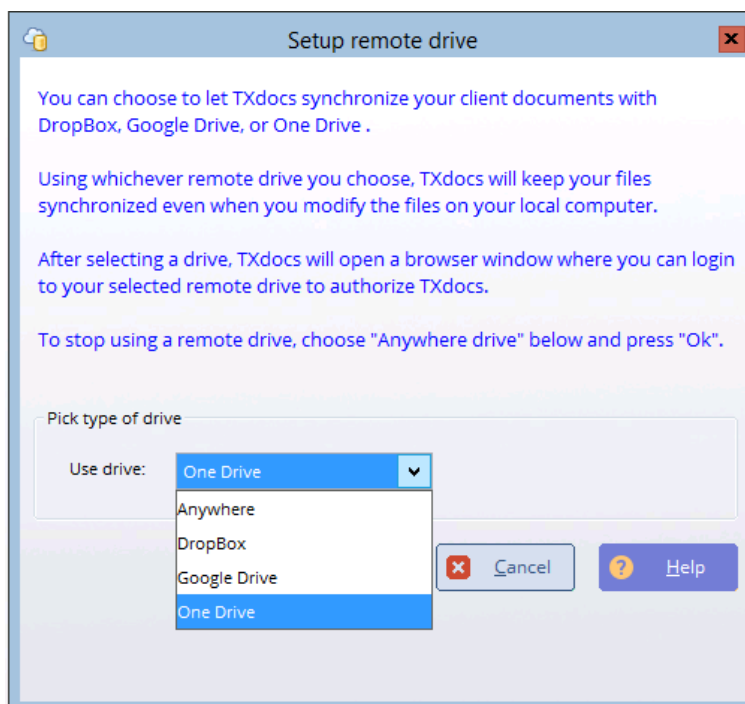 Setup remote drive
You can choose to let TXdocs synchronize your client documents with
DropBox, Google Drive, or One Drive .
Using whichever remote drive you choose, TXdocs will keep your files
synchronized even when you modify the files on your local computer.
After selecting a drive, TXdocs will open a browser window where you can login
to your selected remote drive to authorize TXdocs.
To stop using a remote drive, choose "Anywhere drive" below and press "Ok".
Pick type of drive
Use drive: One Drive
Anywhere
DropBox
Google Drive
One Drive
Cancel
? Help